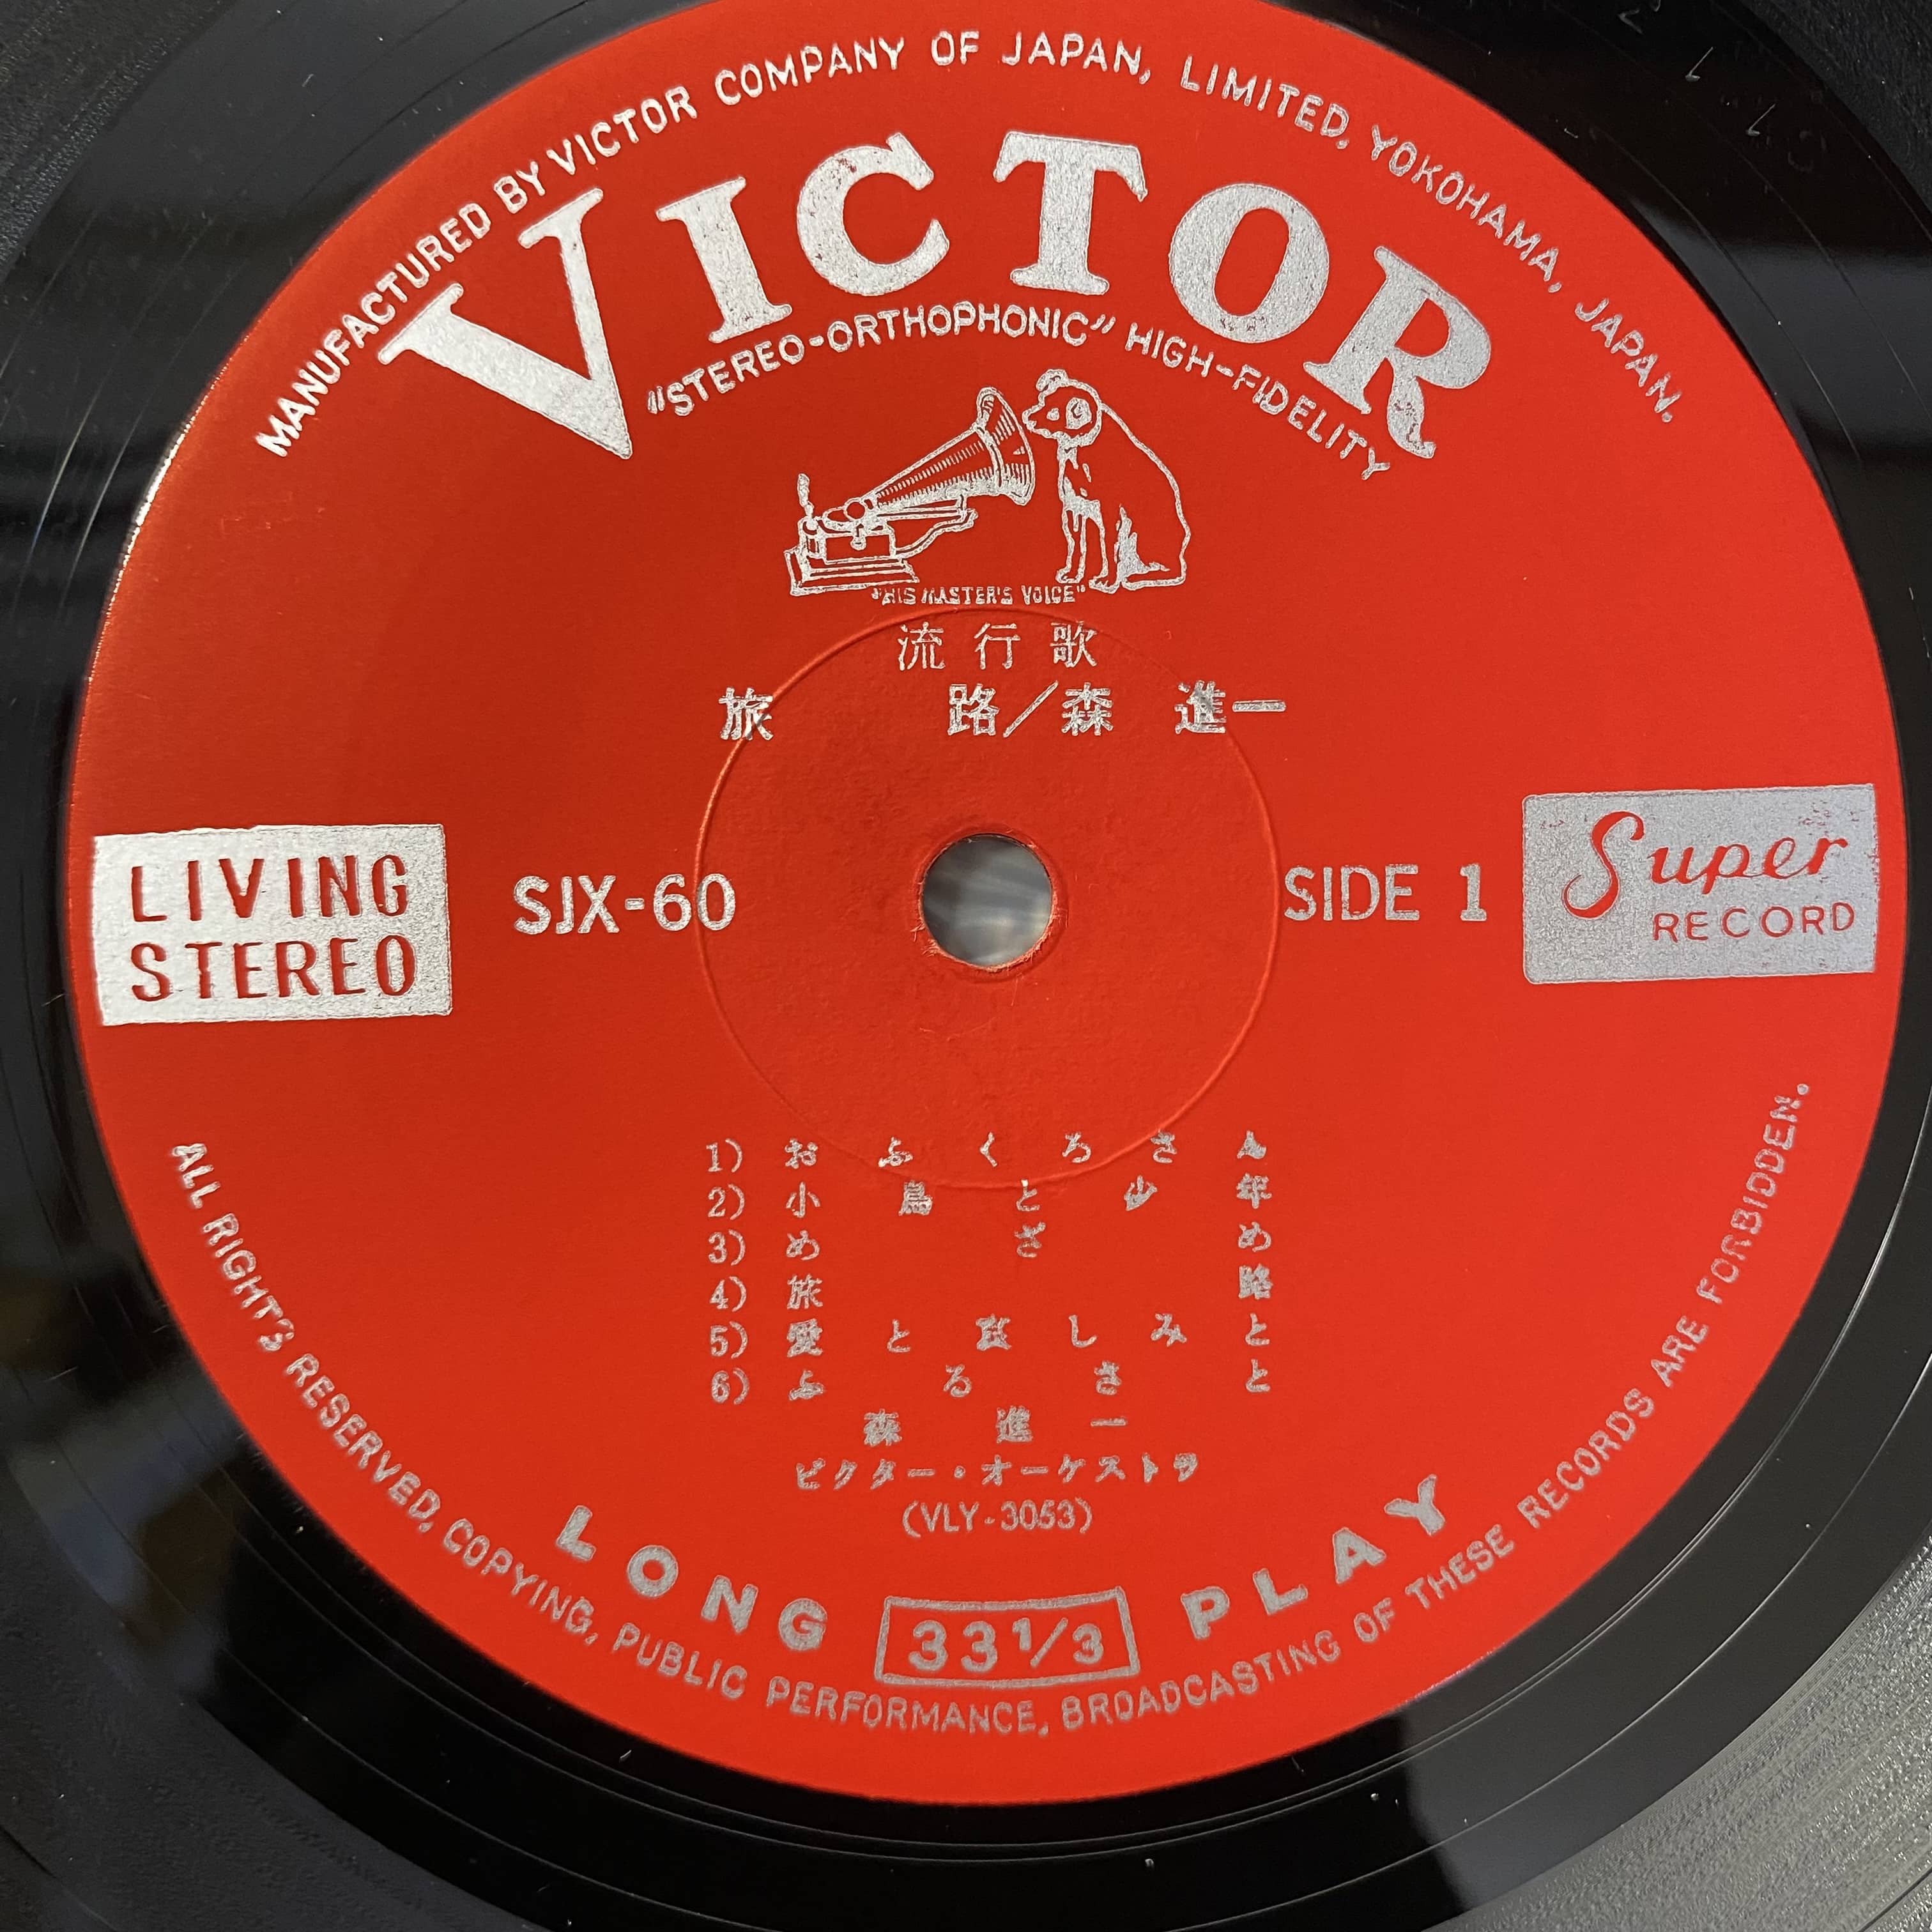 MANUFACTURED BY VICTOR COMPANY OF JAPAN, LIMITED, YOKOHAMA, JAPAN.
VICTOR
"STEREO-ORTHOPHONIC" HIGH-FIDELITY
"HIS MASTER'S VOICE"
流行歌
旅路/森進一
LIVING STEREO
SJX-60
SIDE 1
Super RECORD
1) おふくろさん
2) 小鳥と少年
3) めざめ
4) 旅路
5) 愛と哀しみと
6) ふるさと
森進一
ビクター・オーケストラ
(VLY-3053)
LONG 33 1/3 PLAY
ALL RIGHTS RESERVED, COPYING, PUBLIC PERFORMANCE, BROADCASTING OF THESE RECORDS ARE FORBIDDEN.